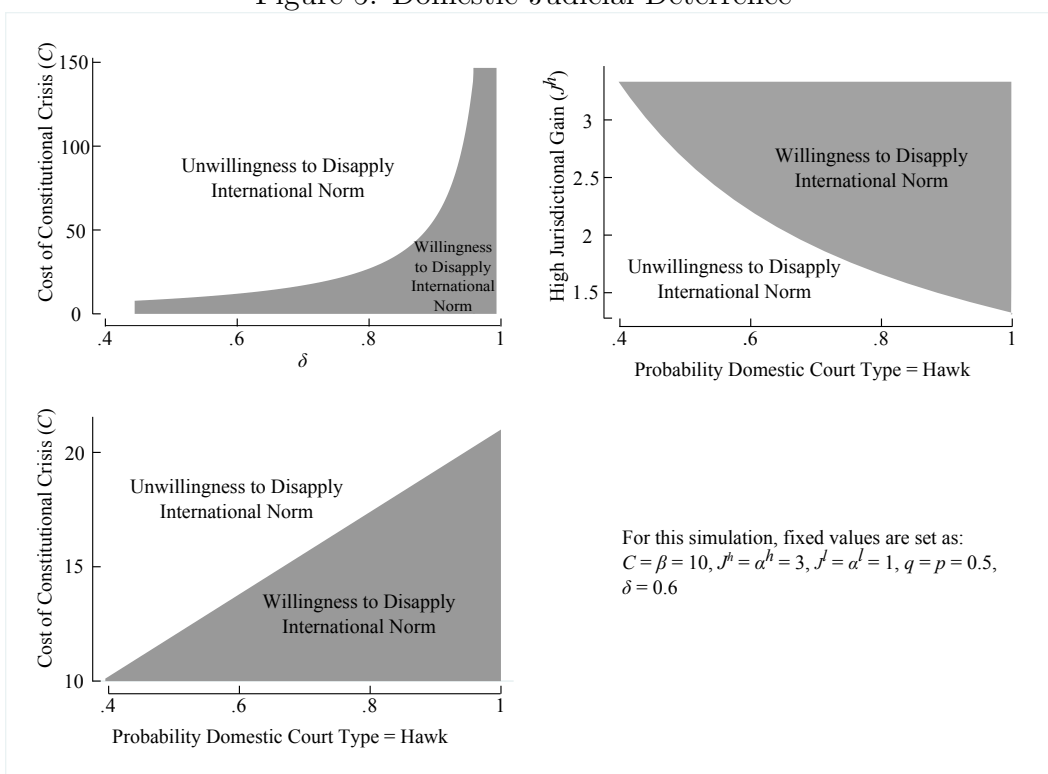 Figure 3: Domestic Judicial Deterrence
Cost of Constitutional Crisis (C)
150
100
50
0
Unwillingness to Disapply
International Norm
Willingness
to Disapply
International
Norm
.4
.6
.8
1
δ
High Jurisdictional Gain (Jʰ)
3
2.5
2
1.5
Willingness to Disapply
International Norm
Unwillingness to Disapply
International Norm
.4
.6
.8
1
Probability Domestic Court Type = Hawk
Cost of Constitutional Crisis (C)
20
15
10
Unwillingness to Disapply
International Norm
Willingness to Disapply
International Norm
.4
.6
.8
1
Probability Domestic Court Type = Hawk
For this simulation, fixed values are set as:
C = β = 10, Jʰ = αʰ = 3, Jˡ = αˡ = 1, q = p = 0.5,
δ = 0.6